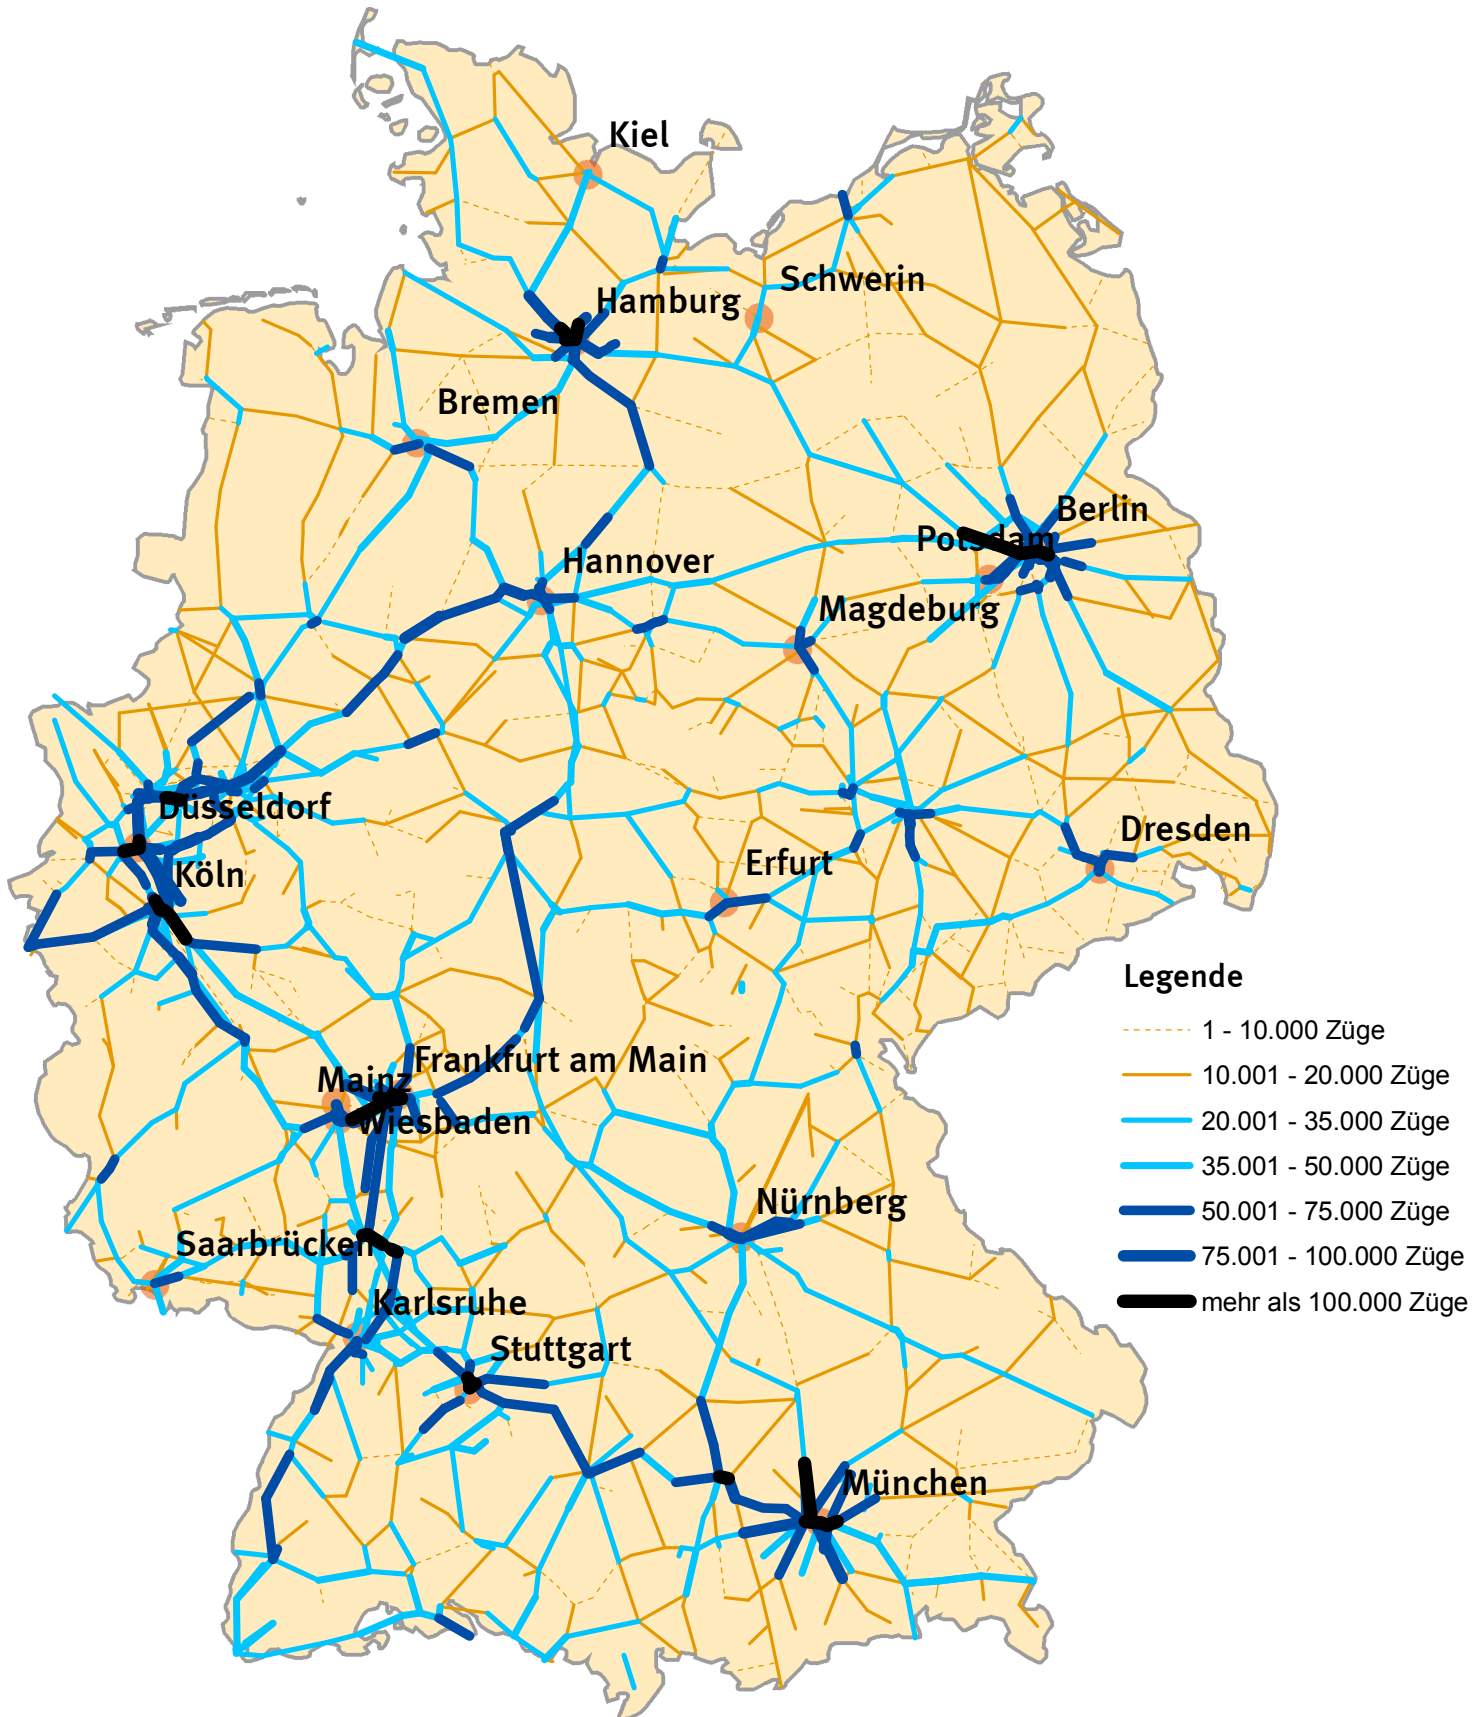 Kiel
Schwerin
Hamburg
Bremen
Berlin
Potsdam
Hannover
Magdeburg
Düsseldorf
Dresden
Köln
Erfurt
Legende
1 - 10.000 Züge
10.001 - 20.000 Züge
20.001 - 35.000 Züge
35.001 - 50.000 Züge
50.001 - 75.000 Züge
75.001 - 100.000 Züge
mehr als 100.000 Züge
Frankfurt am Main
Mainz
Wiesbaden
Nürnberg
Saarbrücken
Karlsruhe
Stuttgart
München